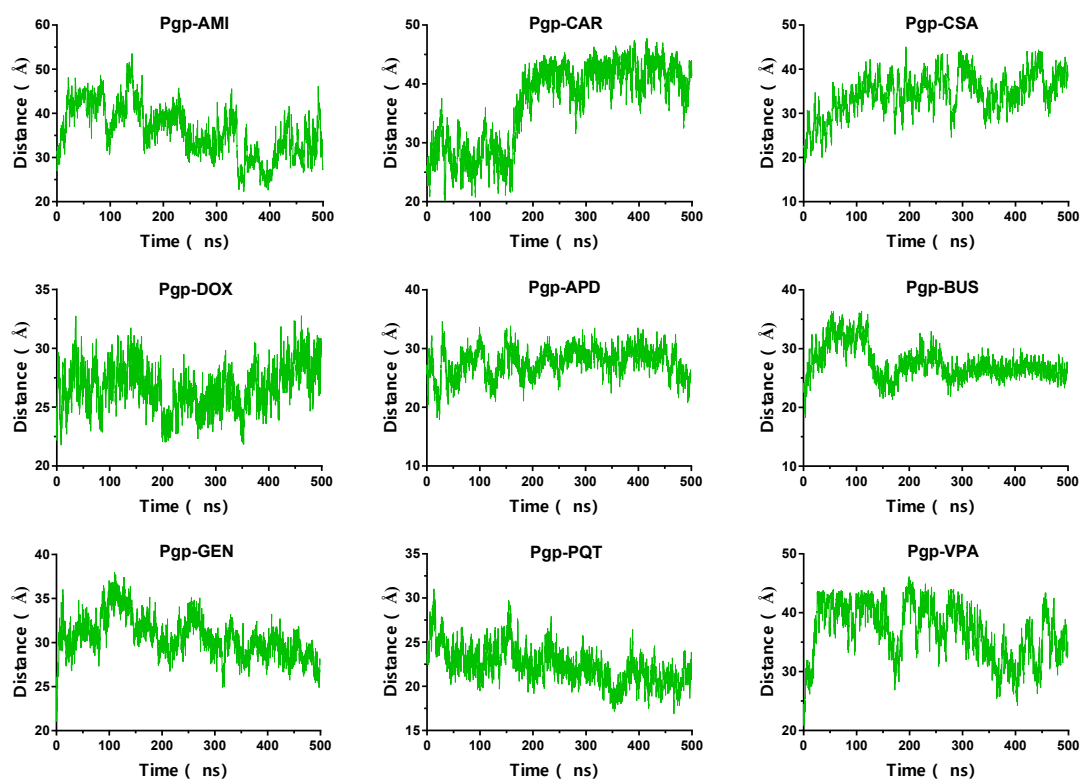 Pgp-AMI
Distance ( Å)
60
50
40
30
20
0 100 200 300 400 500
Time ( ns)
Pgp-CAR
Distance ( Å)
50
40
30
20
0 100 200 300 400 500
Time ( ns)
Pgp-CSA
Distance ( Å)
50
40
30
20
10
0 100 200 300 400 500
Time ( ns)
Pgp-DOX
Distance ( Å)
35
30
25
20
0 100 200 300 400 500
Time ( ns)
Pgp-APD
Distance ( Å)
40
30
20
10
0 100 200 300 400 500
Time ( ns)
Pgp-BUS
Distance ( Å)
40
30
20
10
0 100 200 300 400 500
Time ( ns)
Pgp-GEN
Distance ( Å)
40
35
30
25
20
0 100 200 300 400 500
Time ( ns)
Pgp-PQT
Distance ( Å)
35
30
25
20
15
0 100 200 300 400 500
Time ( ns)
Pgp-VPA
Distance ( Å)
50
40
30
20
0 100 200 300 400 500
Time ( ns)